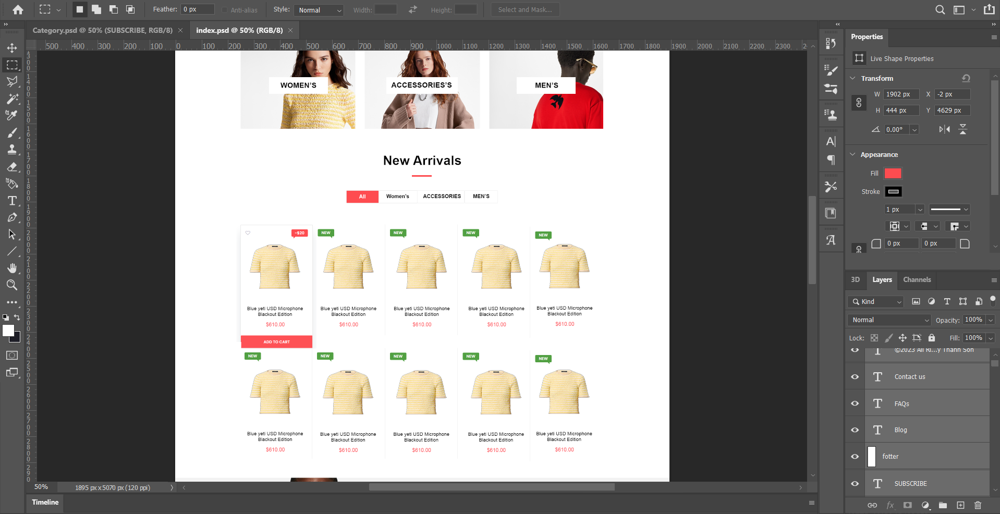 Feather: 0 px Anti-alias Style: Normal Width: Height: Select and Mask...
Category.psd @ 50% (SUBSCRIBE, RGB/8) ×
index.psd @ 50% (RGB/8) ×
500 400 300 200 100 0 100 200 300 400 500 600 700 800 900 1000 1100 1200 1300 1400 1500 1600 1700 1800 1900 2000 2100 2200 2300
WOMEN'S
ACCESSORIES'S
MEN'S
New Arrivals
All Women's ACCESSORIES MEN'S
-$20 NEW NEW NEW NEW
Blue yeti USD Microphone
Blackout Edition
$610.00
Blue yeti USD Microphone
Blackout Edition
$610.00
Blue yeti USD Microphone
Blackout Edition
$610.00
Blue yeti USD Microphone
Blackout Edition
$610.00
Blue yeti USD Microphone
Blackout Edition
$610.00
ADD TO CART
NEW NEW NEW NEW NEW
Blue yeti USD Microphone
Blackout Edition
$610.00
Blue yeti USD Microphone
Blackout Edition
$610.00
Blue yeti USD Microphone
Blackout Edition
$610.00
Blue yeti USD Microphone
Blackout Edition
$610.00
Blue yeti USD Microphone
Blackout Edition
$610.00
50% 1895 px x 5070 px (120 ppi)
Timeline
Properties
Live Shape Properties
Transform
W 1902 px X -2 px
H 444 px Y 4629 px
0.00°
Appearance
Fill
Stroke
1 px
0 px 0 px
3D Layers Channels
Kind
Normal Opacity: 100%
Lock: Fill: 100%
©2023 All Ri...y Thanh Son
Contact us
FAQs
Blog
fotter
SUBSCRIBE